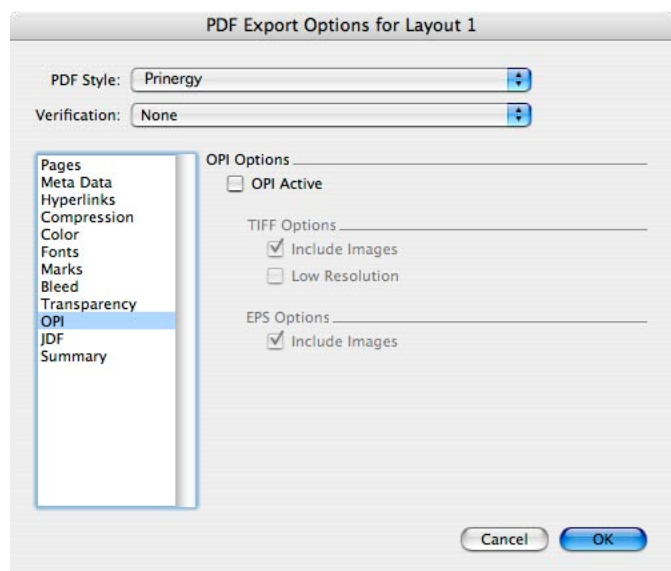 PDF Export Options for Layout 1
PDF Style: Prinergy
Verification: None
Pages
Meta Data
Hyperlinks
Compression
Color
Fonts
Marks
Bleed
Transparency
OPI
JDF
Summary
OPI Options
OPI Active
TIFF Options
Include Images
Low Resolution
EPS Options
Include Images
Cancel
OK